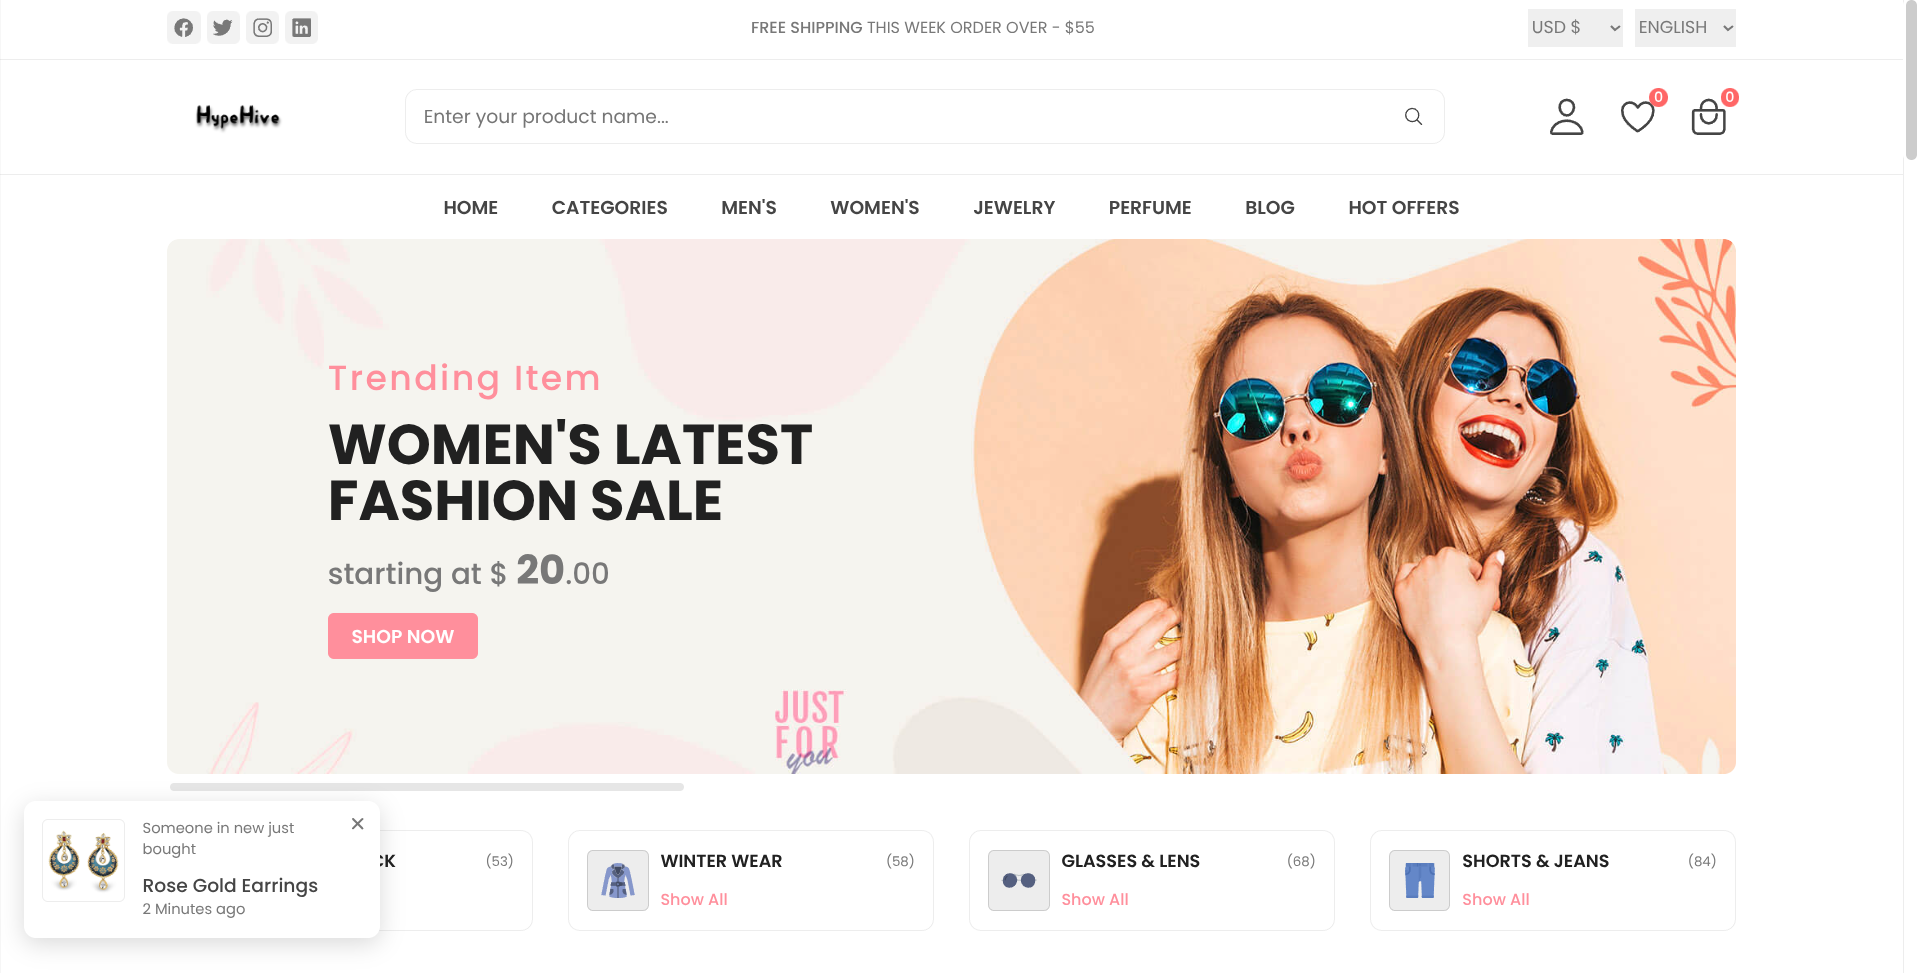 FREE SHIPPING THIS WEEK ORDER OVER - $55
USD $
ENGLISH
HypeHive
Enter your product name...
0
0
HOME CATEGORIES MEN'S WOMEN'S JEWELRY PERFUME BLOG HOT OFFERS
Trending Item
WOMEN'S LATEST
FASHION SALE
starting at $ 20.00
SHOP NOW
JUST
FOR
you
Someone in new just
bought
Rose Gold Earrings
2 Minutes ago
CK (53)
WINTER WEAR (58)
Show All
GLASSES & LENS (68)
Show All
SHORTS & JEANS (84)
Show All